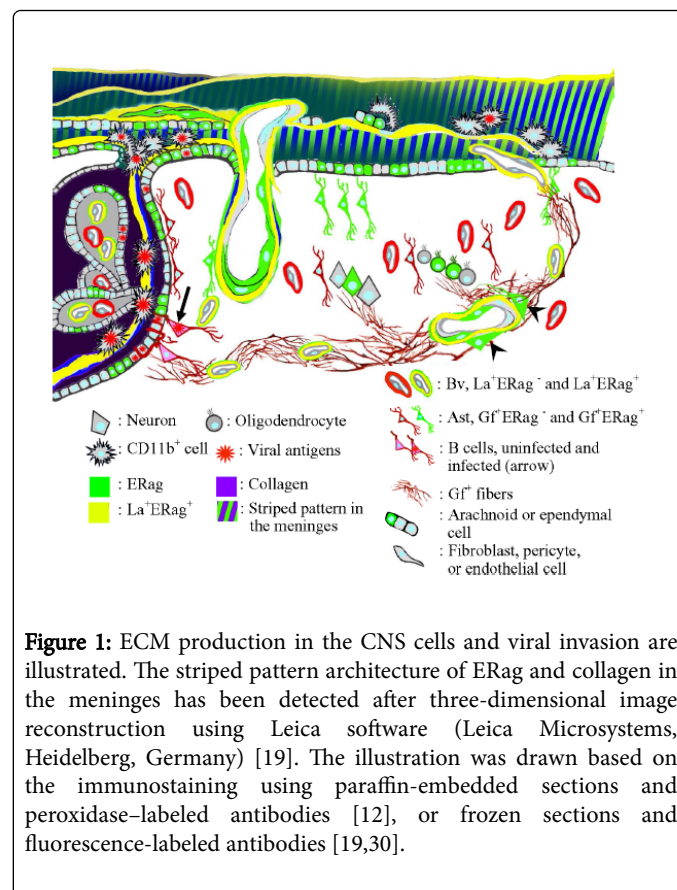 : Neuron
: Oligodendrocyte
: CD11b⁺ cell
: Viral antigens
: ERag
: Collagen
: La⁺ERag⁺
: Striped pattern in
the meninges
: Bv, La⁺ERag⁻ and La⁺ERag⁺
: Ast, Gf⁺ERag⁻ and Gf⁺ERag⁺
: B cells, uninfected and
infected (arrow)
: Gf⁺ fibers
: Arachnoid or ependymal
cell
: Fibroblast, pericyte,
or endothelial cell
Figure 1: ECM production in the CNS cells and viral invasion are
illustrated. The striped pattern architecture of ERag and collagen in
the meninges has been detected after three-dimensional image
reconstruction using Leica software (Leica Microsystems,
Heidelberg, Germany) [19]. The illustration was drawn based on
the immunostaining using paraffin-embedded sections and
peroxidase–labeled antibodies [12], or frozen sections and
fluorescence-labeled antibodies [19,30].